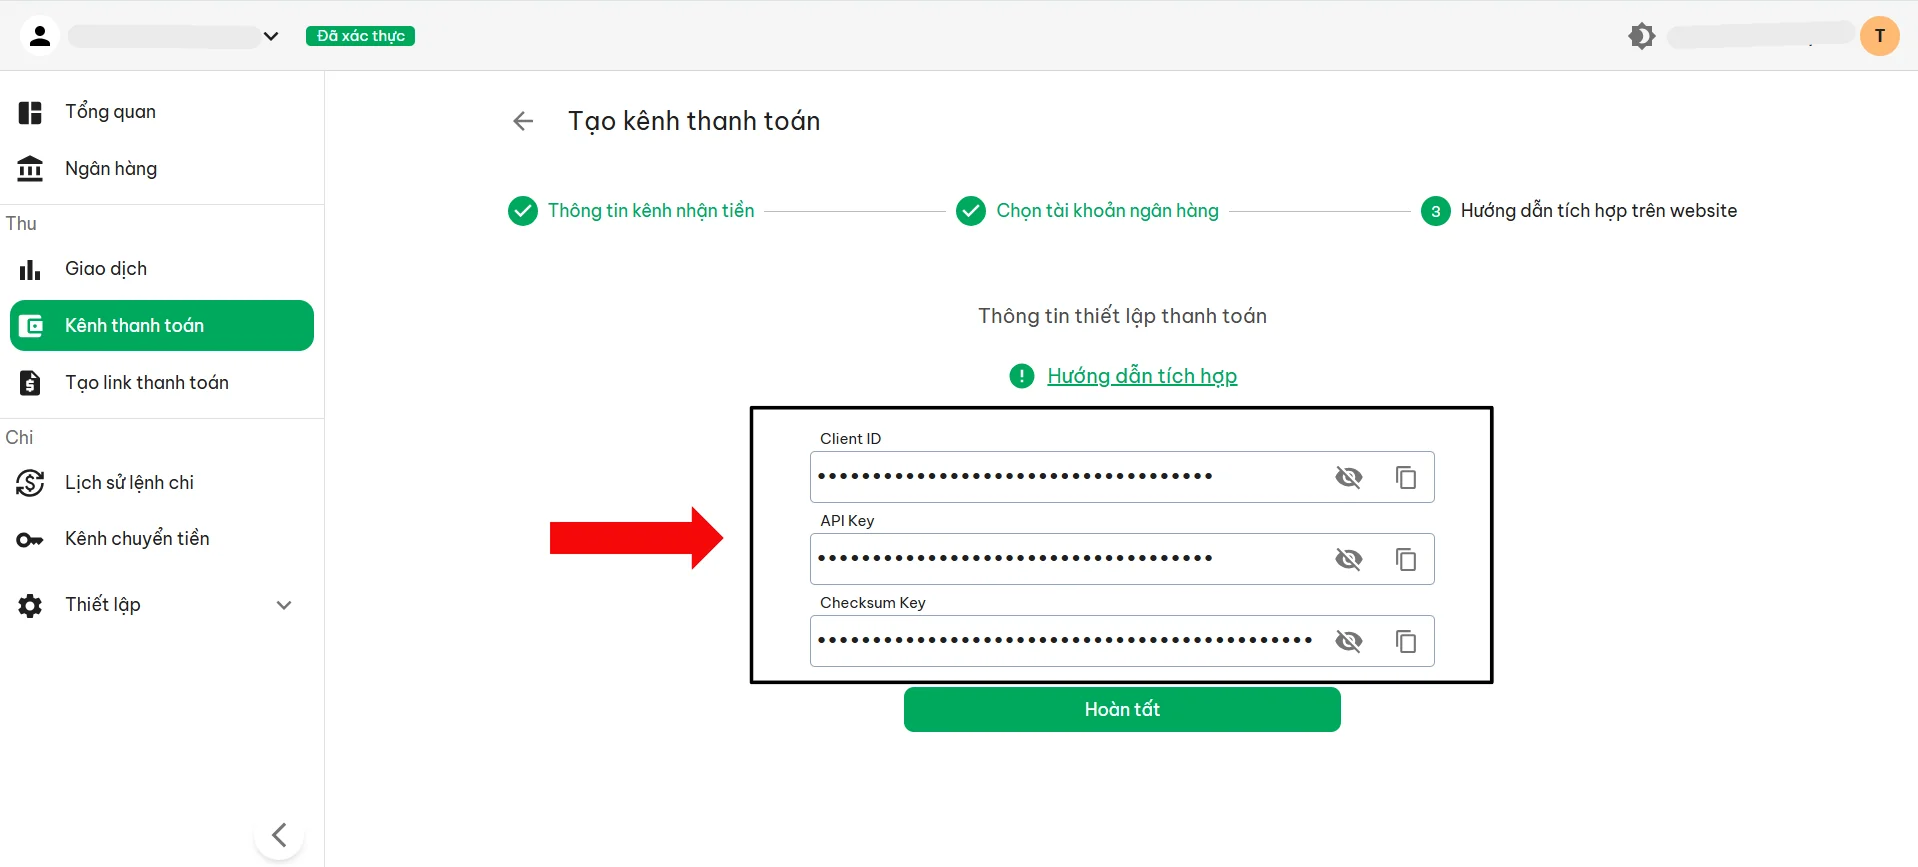 Đã xác thực
T
Tổng quan
Ngân hàng
Thu
Giao dịch
Kênh thanh toán
Tạo link thanh toán
Chi
Lịch sử lệnh chi
Kênh chuyển tiền
Thiết lập
Tạo kênh thanh toán
Thông tin kênh nhận tiền
Chọn tài khoản ngân hàng
3 Hướng dẫn tích hợp trên website
Thông tin thiết lập thanh toán
Hướng dẫn tích hợp
Client ID
API Key
Checksum Key
Hoàn tất